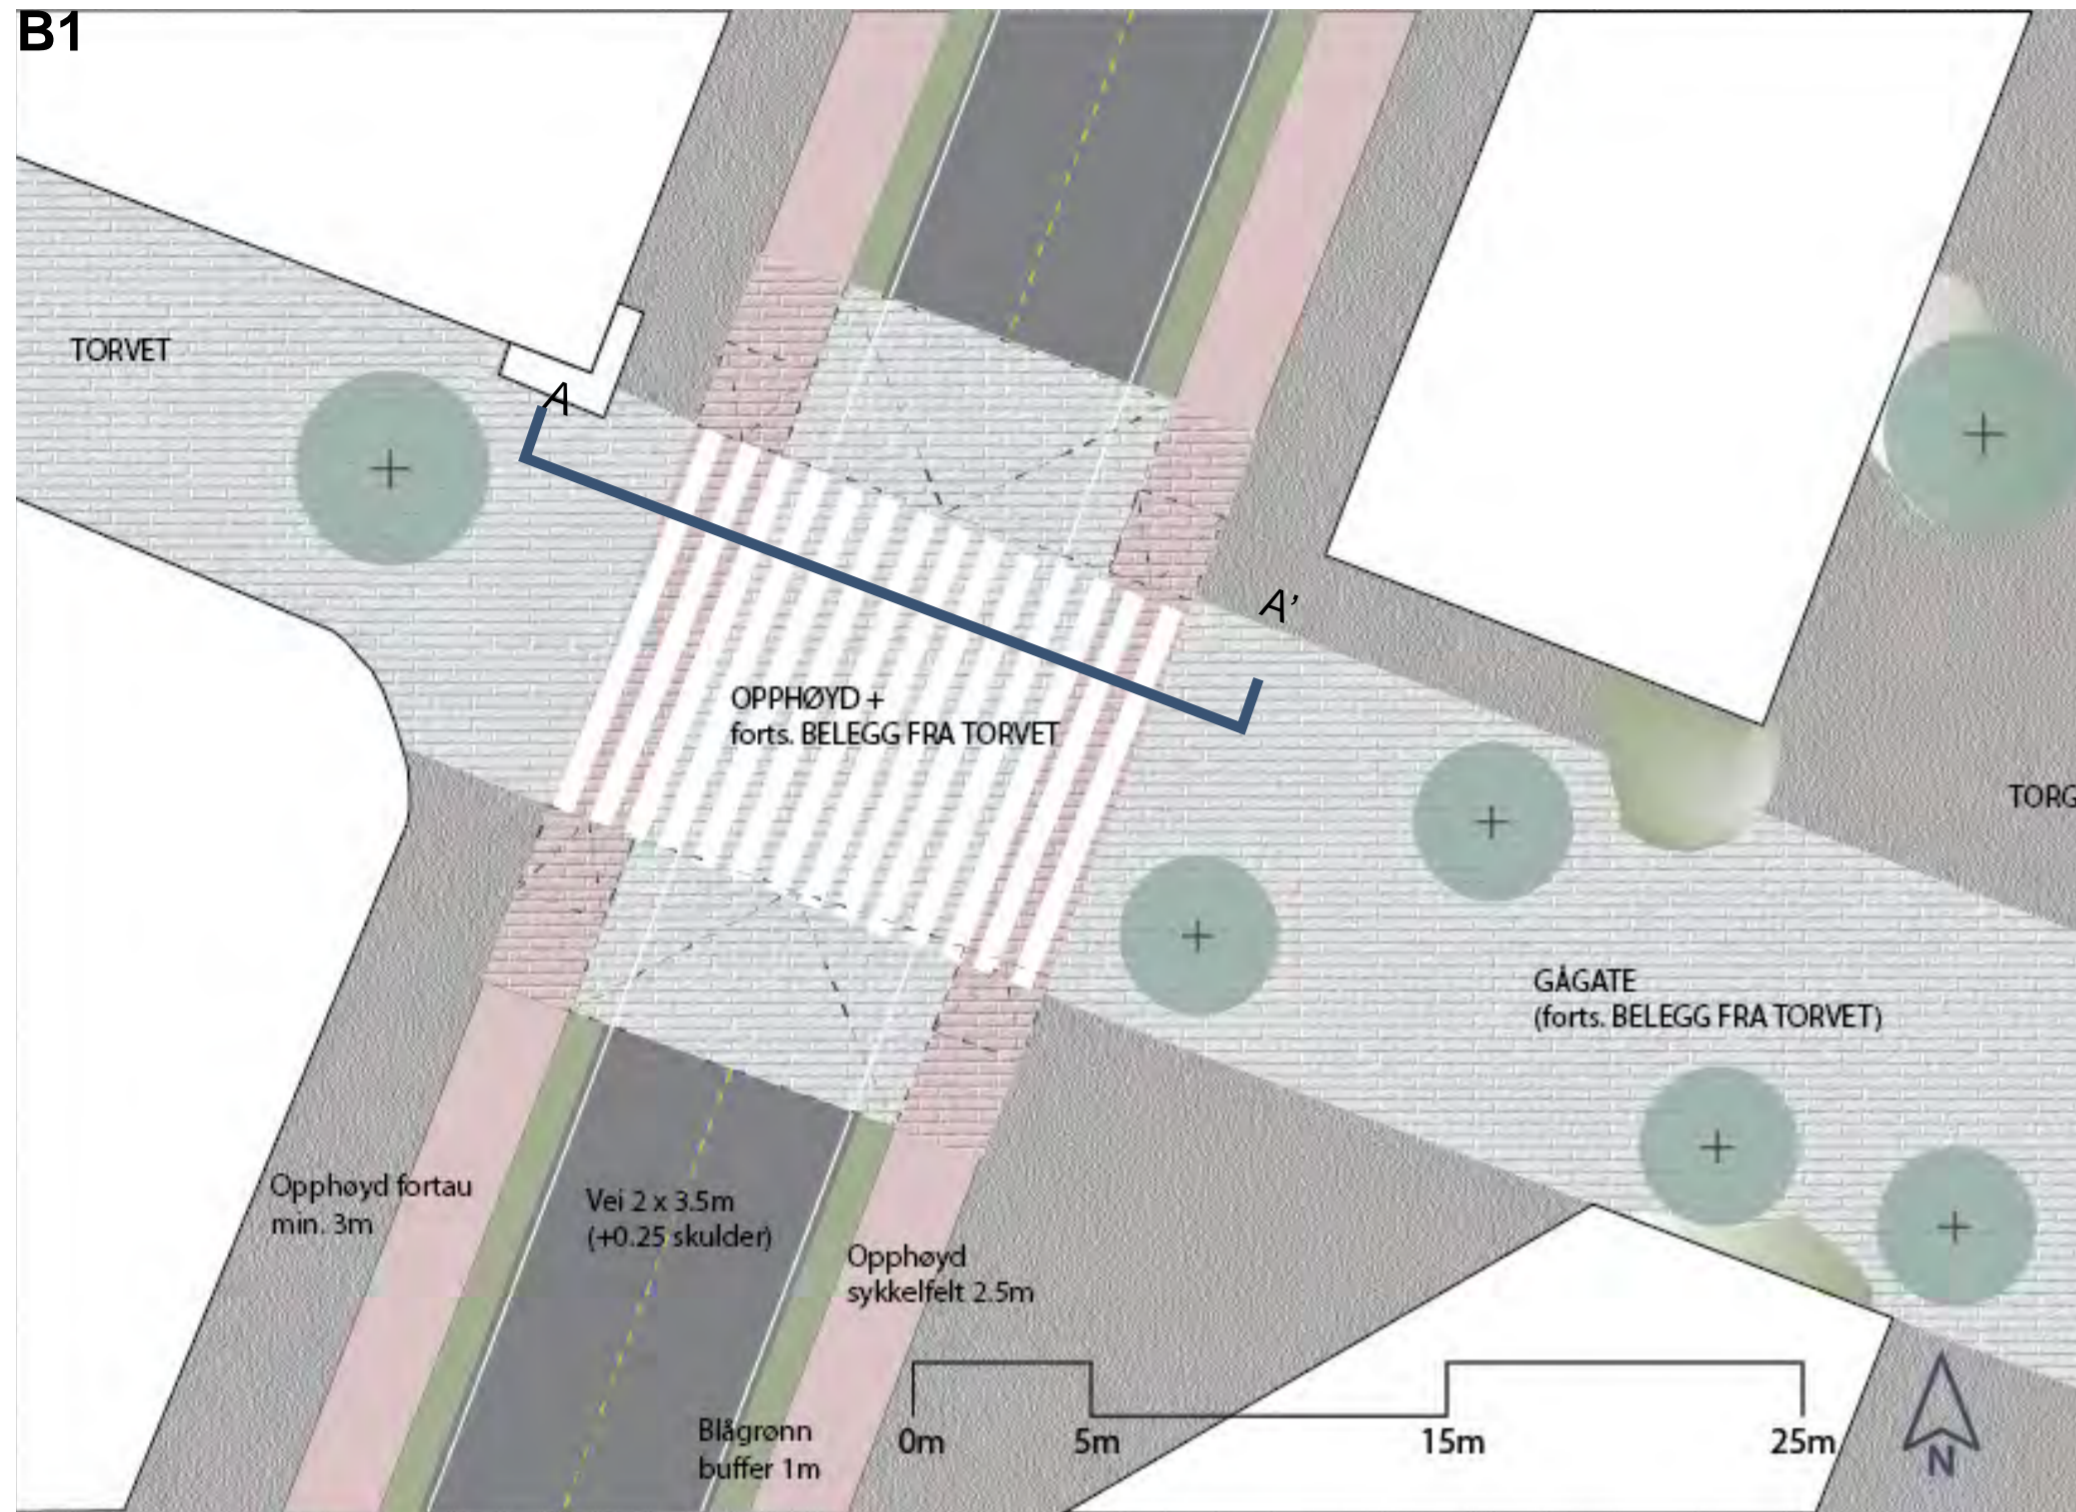 B1
TORVET
A
A’
OPPHØYD +
forts. BELEGG FRA TORVET
TORG
GÅGATE
(forts. BELEGG FRA TORVET)
Opphøyd fortau
min. 3m
Vei 2 x 3.5m
(+0.25 skulder)
Opphøyd
sykkelfelt 2.5m
Blågrønn
buffer 1m
0m 5m 15m 25m
N